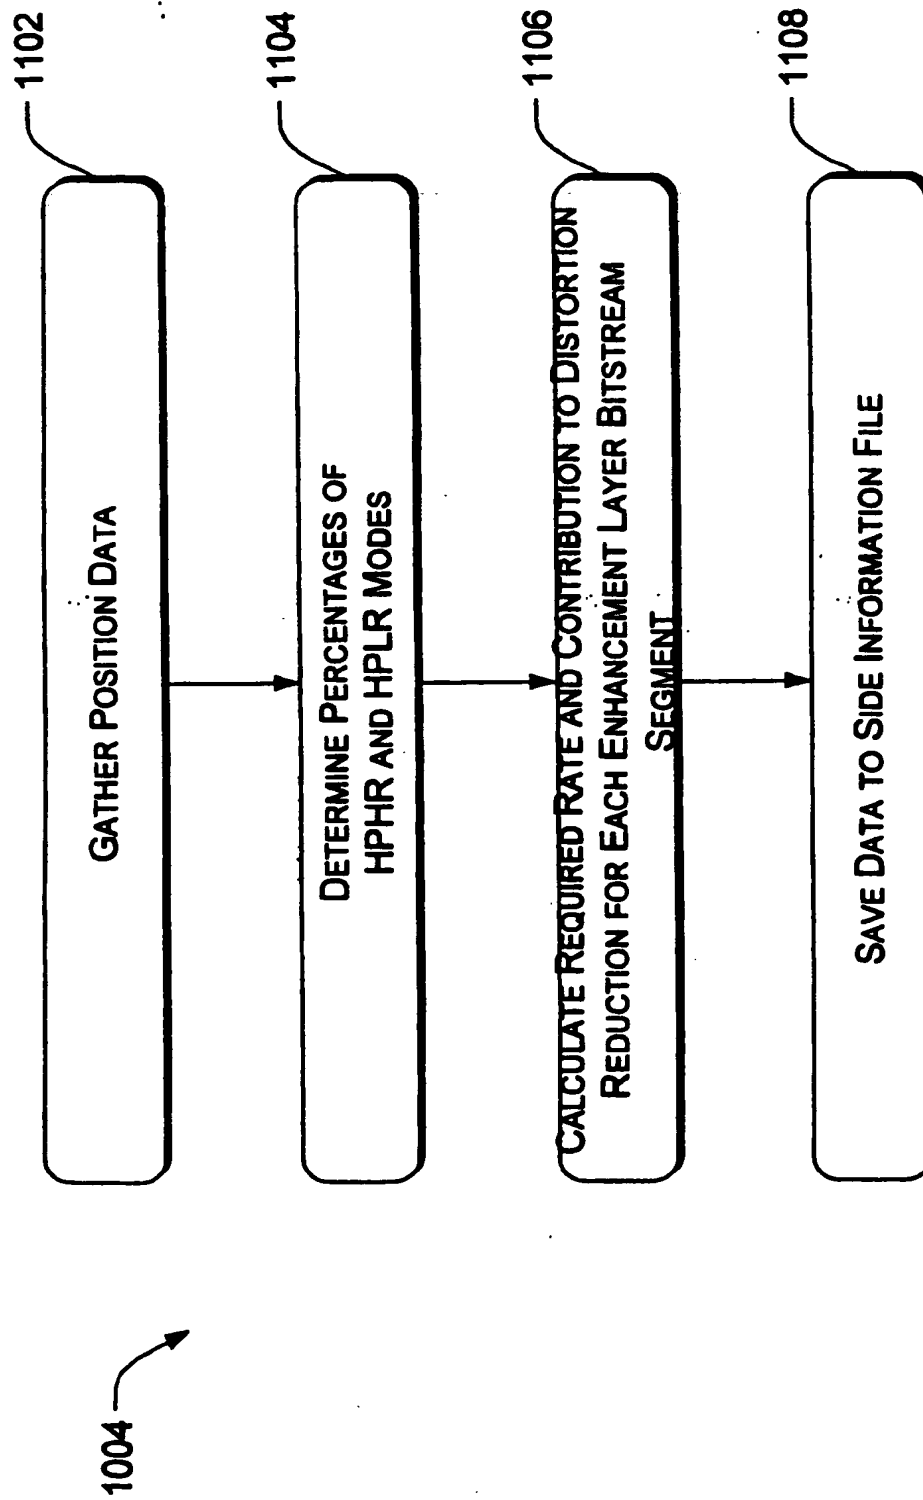 1004
1102
GATHER POSITION DATA
1104
DETERMINE PERCENTAGES OF
HPHR AND HPLR MODES
1106
CALCULATE REQUIRED RATE AND CONTRIBUTION TO DISTORTION
REDUCTION FOR EACH ENHANCEMENT LAYER BITSTREAM
SEGMENT
1108
SAVE DATA TO SIDE INFORMATION FILE